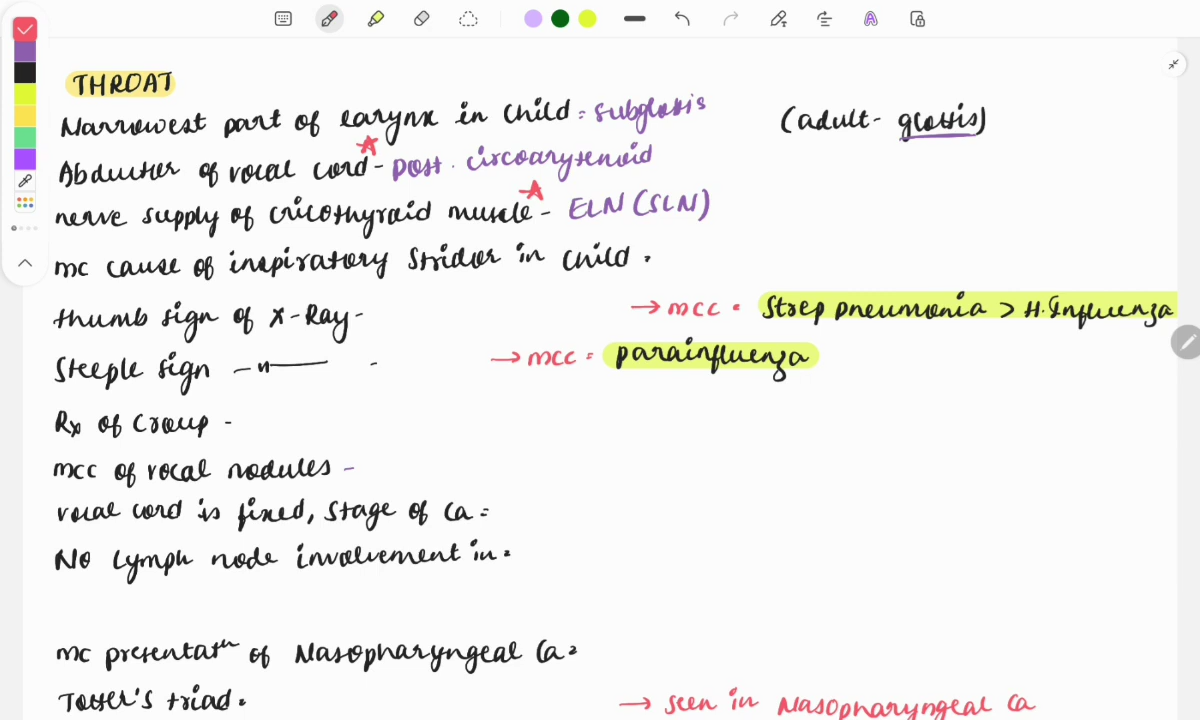 THROAT
Narrowest part of larynx in child = subglottis (adult - glottis)
Abductor of vocal cord - post. circoarytenoid
nerve supply of cricothyroid muscle - ELN (SLN)
mc cause of inspiratory stridor in child =
thumb sign of X-Ray - → mcc = Strep pneumonia > H. Influenza
Steeple sign —"— - → mcc = parainfluenza
Rx of Croup -
mcc of vocal nodules -
vocal cord is fixed, stage of Ca =
No lymph node involvement in =
mc presentatn of Nasopharyngeal Ca =
Totter's triad = → seen in Nasopharyngeal Ca